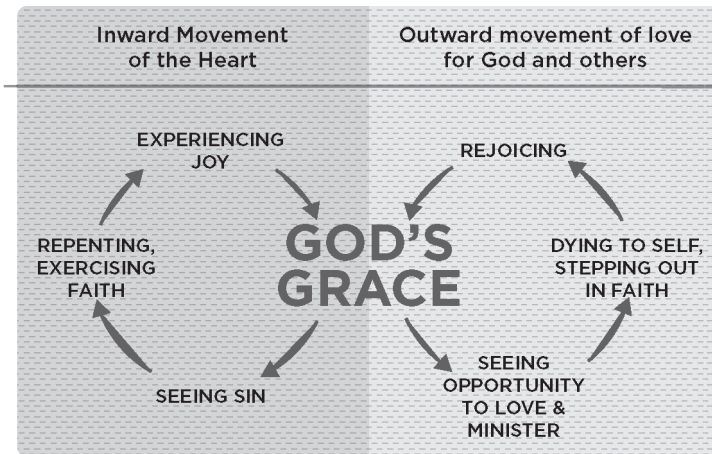 Inward Movement
of the Heart
Outward movement of love
for God and others
EXPERIENCING
JOY
REPENTING,
EXERCISING
FAITH
SEEING SIN
GOD'S
GRACE
REJOICING
DYING TO SELF,
STEPPING OUT
IN FAITH
SEEING
OPPORTUNITY
TO LOVE &
MINISTER